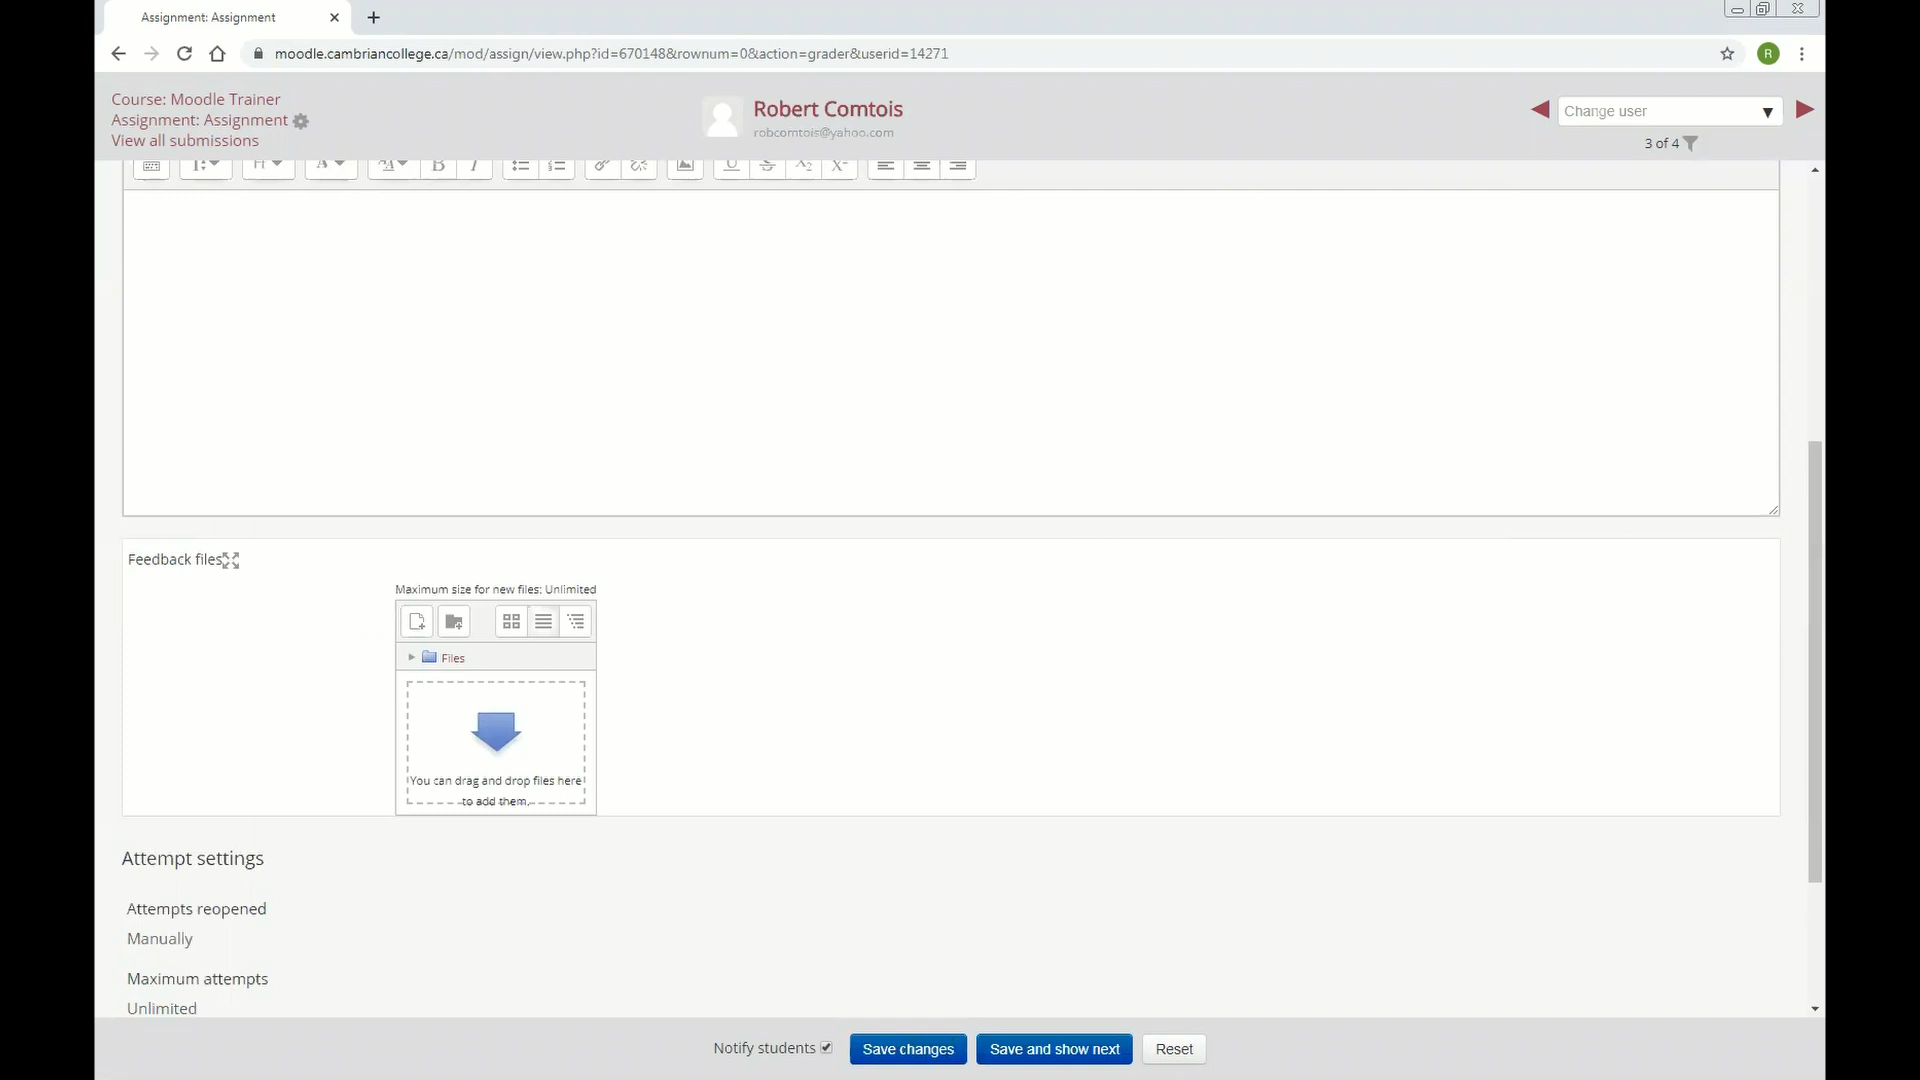 Assignment: Assignment
moodle.cambriancollege.ca/mod/assign/view.php?id=670148&rownum=0&action=grader&userid=14271
R
Course: Moodle Trainer
Assignment: Assignment
View all submissions
Robert Comtois
robcomtois@yahoo.com
Change user
3 of 4
Feedback files
Maximum size for new files: Unlimited
Files
You can drag and drop files here
to add them.
Attempt settings
Attempts reopened
Manually
Maximum attempts
Unlimited
Notify students
Save changes
Save and show next
Reset